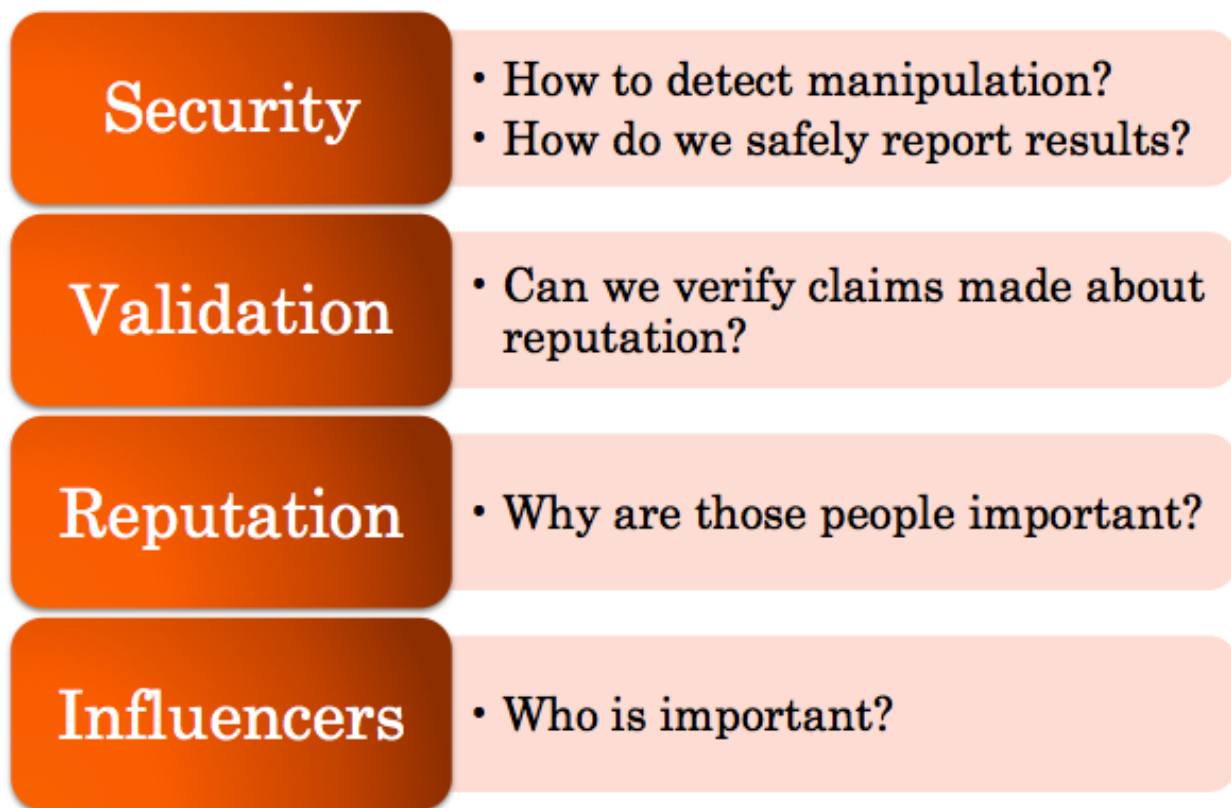 Security
• How to detect manipulation?
• How do we safely report results?
Validation
• Can we verify claims made about
reputation?
Reputation
• Why are those people important?
Influencers
• Who is important?